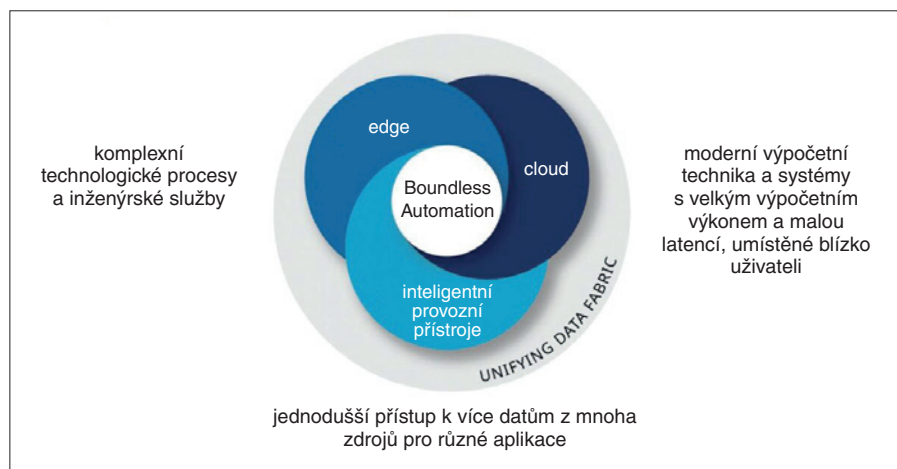 komplexní
technologické procesy
a inženýrské služby
edge
cloud
Boundless
Automation
inteligentní
provozní
přístroje
UNIFYING DATA FABRIC
moderní výpočetní
technika a systémy
s velkým výpočetním
výkonem a malou
latencí, umístěné blízko
uživateli
jednodušší přístup k více datům z mnoha
zdrojů pro různé aplikace